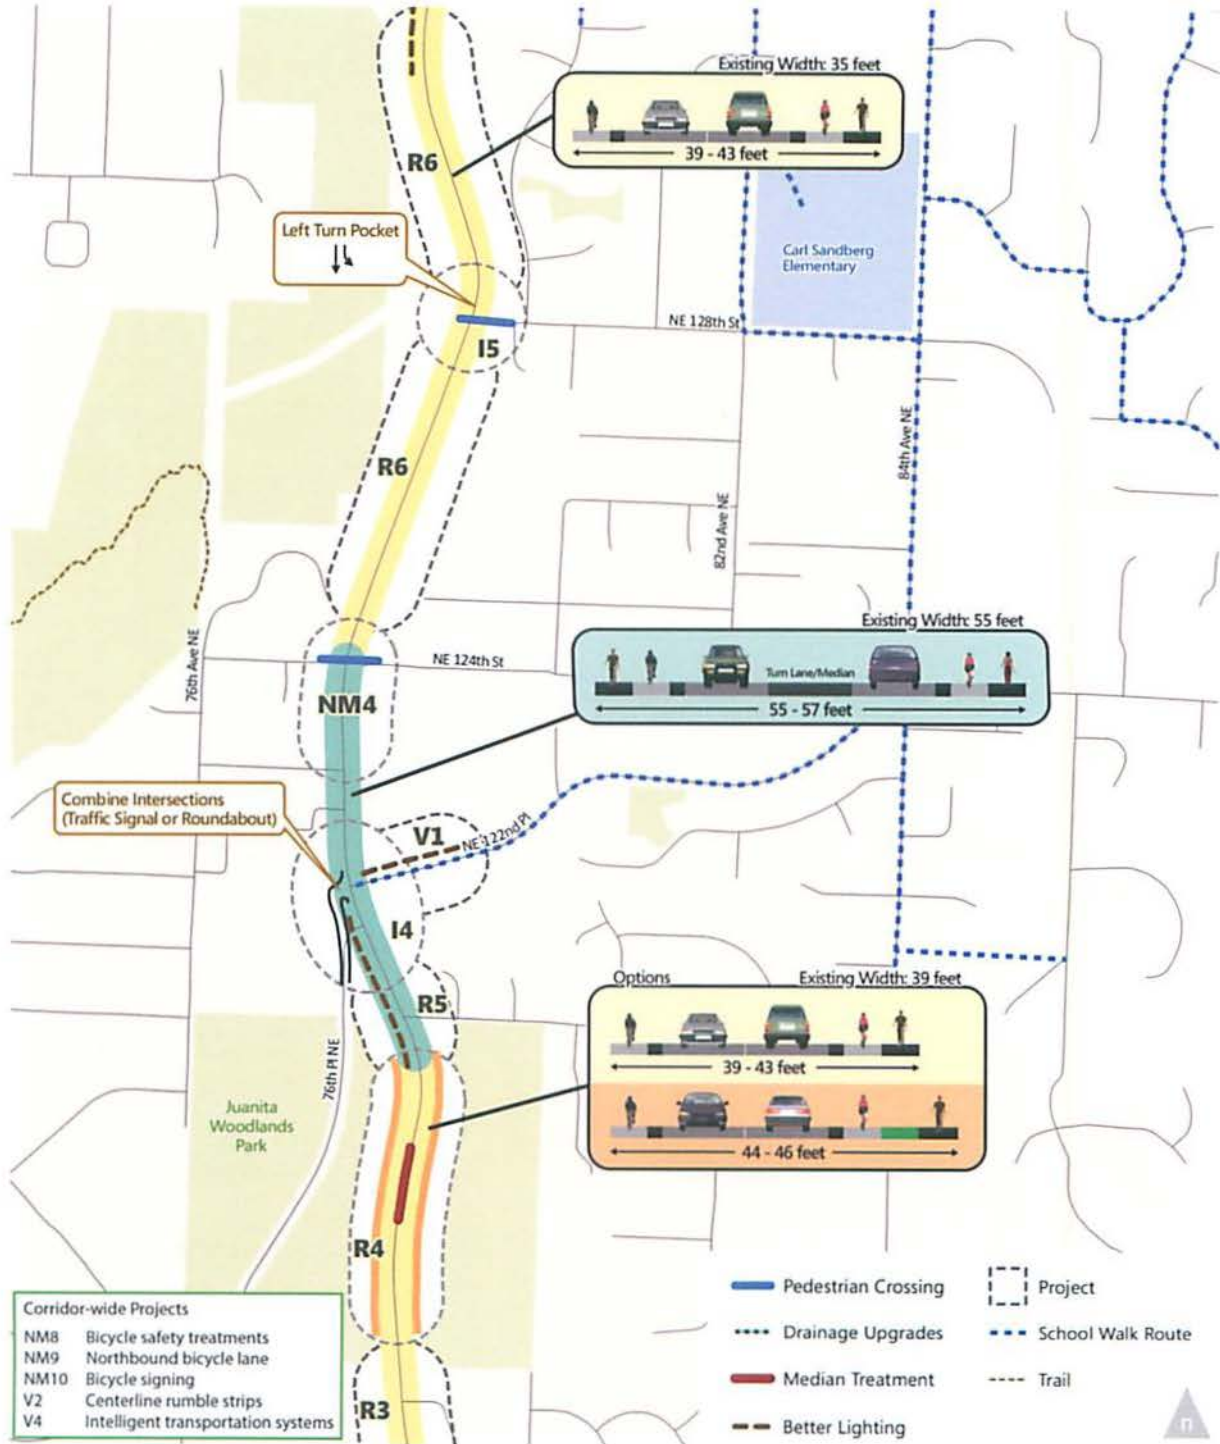 Existing Width: 35 feet
39 - 43 feet
R6
Left Turn Pocket
Carl Sandberg
Elementary
NE 128th St
I5
R6
84th Ave NE
82nd Ave NE
Existing Width: 55 feet
76th Ave NE
NE 124th St
Turn Lane/Median
NM4
55 - 57 feet
Combine Intersections
(Traffic Signal or Roundabout)
V1
NE 122nd Pl
I4
Options
Existing Width: 39 feet
R5
39 - 43 feet
76th Pl NE
Juanita
Woodlands
Park
44 - 46 feet
R4
Corridor-wide Projects
NM8 Bicycle safety treatments
NM9 Northbound bicycle lane
NM10 Bicycle signing
V2 Centerline rumble strips
V4 Intelligent transportation systems
R3
Pedestrian Crossing
Project
Drainage Upgrades
School Walk Route
Median Treatment
Trail
Better Lighting
n